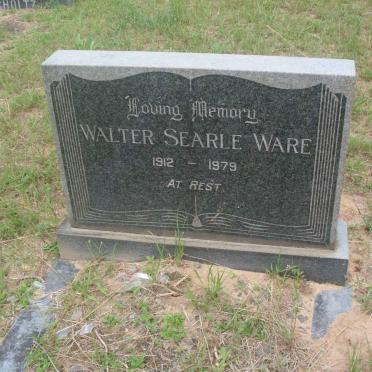 Loving Memory
WALTER SEARLE WARE
1912 - 1979
AT REST